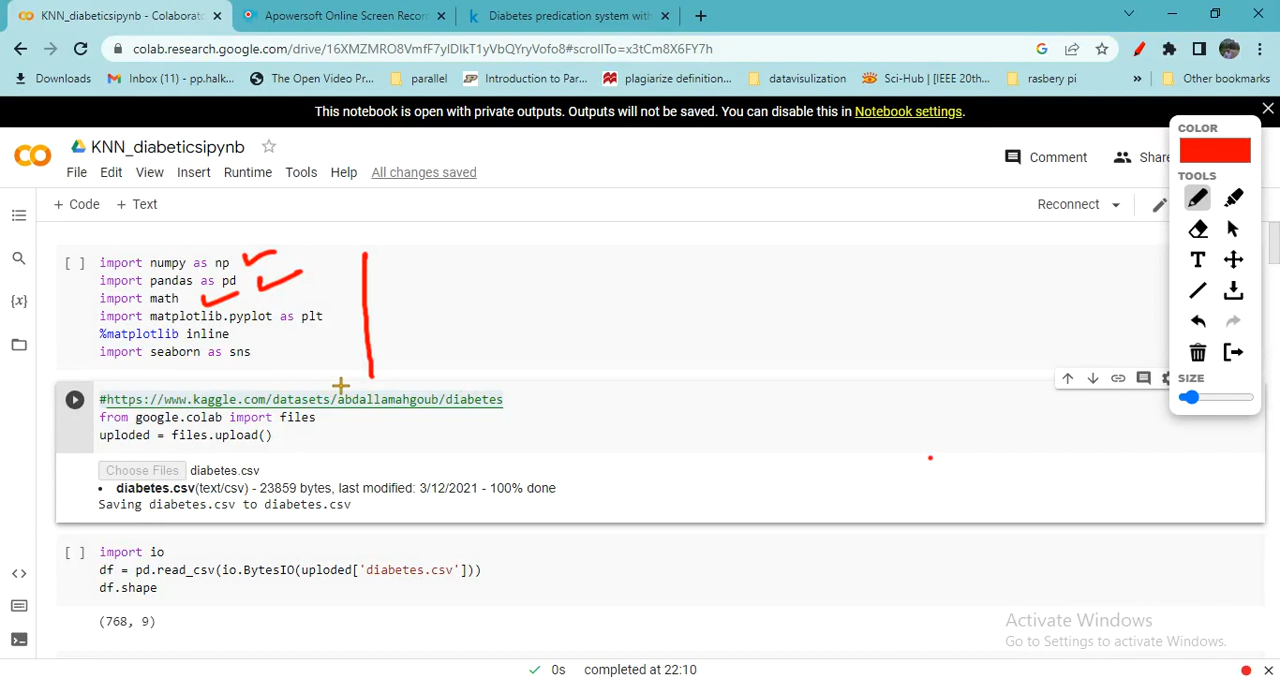 KNN_diabeticsipynb - Colaborato
Apowersoft Online Screen Record
Diabetes predication system with
colab.research.google.com/drive/16XMZMRO8VmfF7ylDlkT1yVbQYryVofo8#scrollTo=x3tCm8X6FY7h
Downloads
Inbox (11) - pp.halk...
The Open Video Pr...
parallel
Introduction to Par...
plagiarize definition...
datavisulization
Sci-Hub | [IEEE 20th...
rasbery pi
»
Other bookmarks
This notebook is open with private outputs. Outputs will not be saved. You can disable this in Notebook settings.
KNN_diabeticsipynb
Comment
Share
File Edit View Insert Runtime Tools Help All changes saved
+ Code + Text
Reconnect
COLOR
TOOLS
SIZE
[ ] import numpy as np
import pandas as pd
import math
import matplotlib.pyplot as plt
%matplotlib inline
import seaborn as sns
#https://www.kaggle.com/datasets/abdallamahgoub/diabetes
from google.colab import files
uploded = files.upload()
Choose Files diabetes.csv
• diabetes.csv(text/csv) - 23859 bytes, last modified: 3/12/2021 - 100% done
Saving diabetes.csv to diabetes.csv
[ ] import io
df = pd.read_csv(io.BytesIO(uploded['diabetes.csv']))
df.shape
(768, 9)
Activate Windows
Go to Settings to activate Windows.
0s completed at 22:10